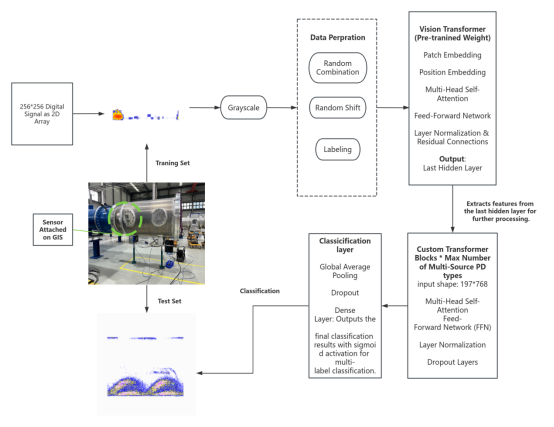 256*256 Digital
Signal as 2D
Array
Grayscale
Data Perpration
Random
Combination
Random Shift
Labeling
Vision Transformer
(Pre-tranined Weight)
Patch Embedding
Position Embedding
Multi-Head Self-
Attention
Feed-Forward Network
Layer Normalization &
Residual Connections
Output:
Last Hidden Layer
Traning Set
Extracts features from
the last hidden layer for
further processing.
Sensor
Attached
on GIS
Test Set
Classification
Classicification
layer
Global Average
Pooling
Dropout
Dense
Layer: Outputs the
final classification
results with sigmoi
d activation for
multi-
label classification.
Custom Transformer
Blocks * Max Number
of Multi-Source PD
types
input shape: 197*768
Multi-Head Self-
Attention
Feed-
Forward Network (FFN)
Layer Normalization
Dropout Layers